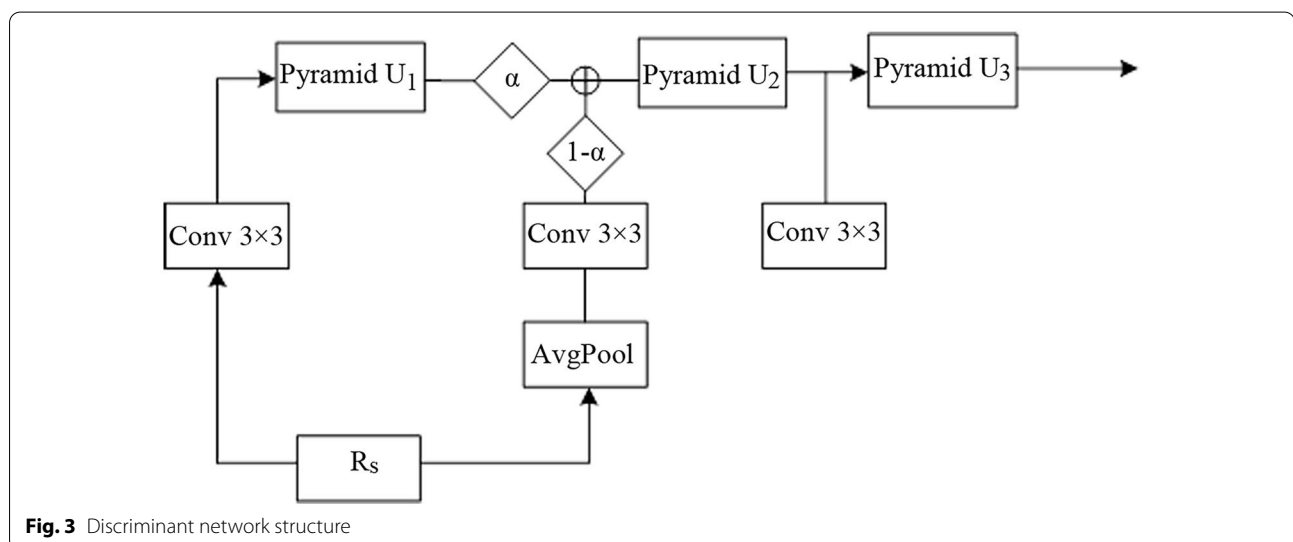 Pyramid U1
α
Pyramid U2
Pyramid U3
1-α
Conv 3×3
Conv 3×3
Conv 3×3
AvgPool
Rs
Fig. 3 Discriminant network structure